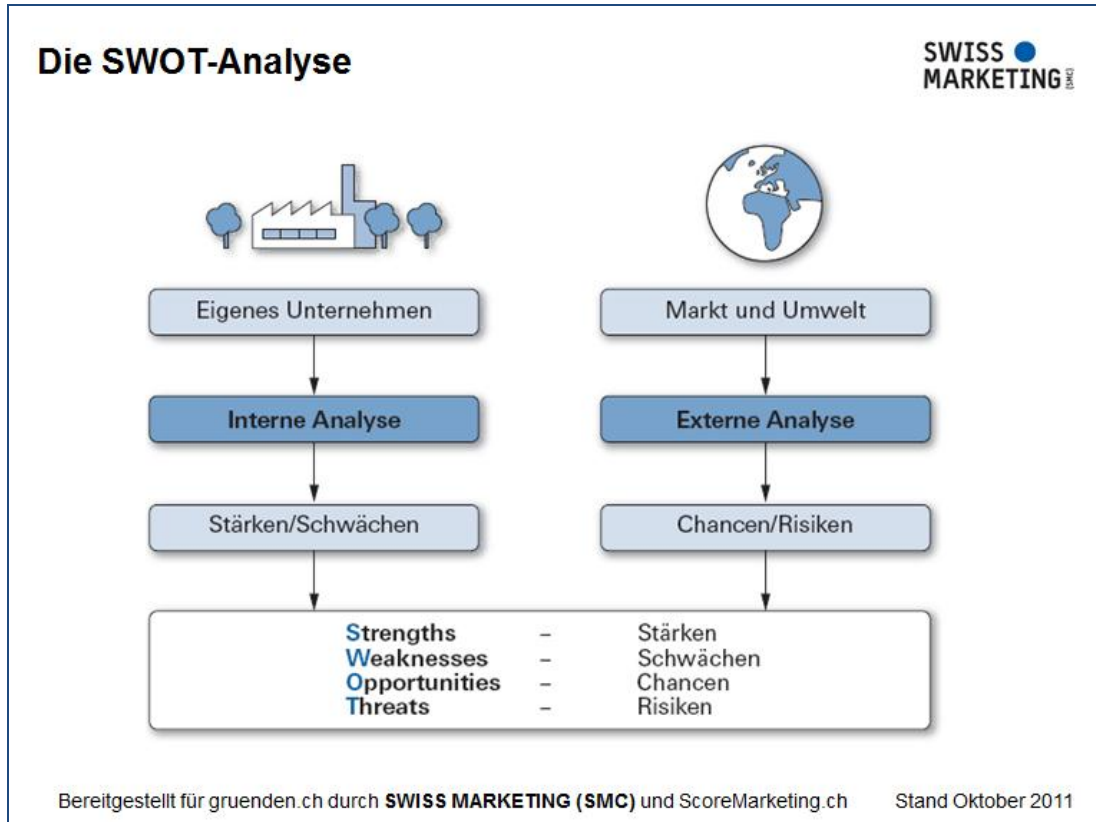 Die SWOT-Analyse
SWISS
MARKETING (SMC)
Eigenes Unternehmen
Markt und Umwelt
Interne Analyse
Externe Analyse
Stärken/Schwächen
Chancen/Risiken
Strengths – Stärken
Weaknesses – Schwächen
Opportunities – Chancen
Threats – Risiken
Bereitgestellt für gruenden.ch durch SWISS MARKETING (SMC) und ScoreMarketing.ch Stand Oktober 2011